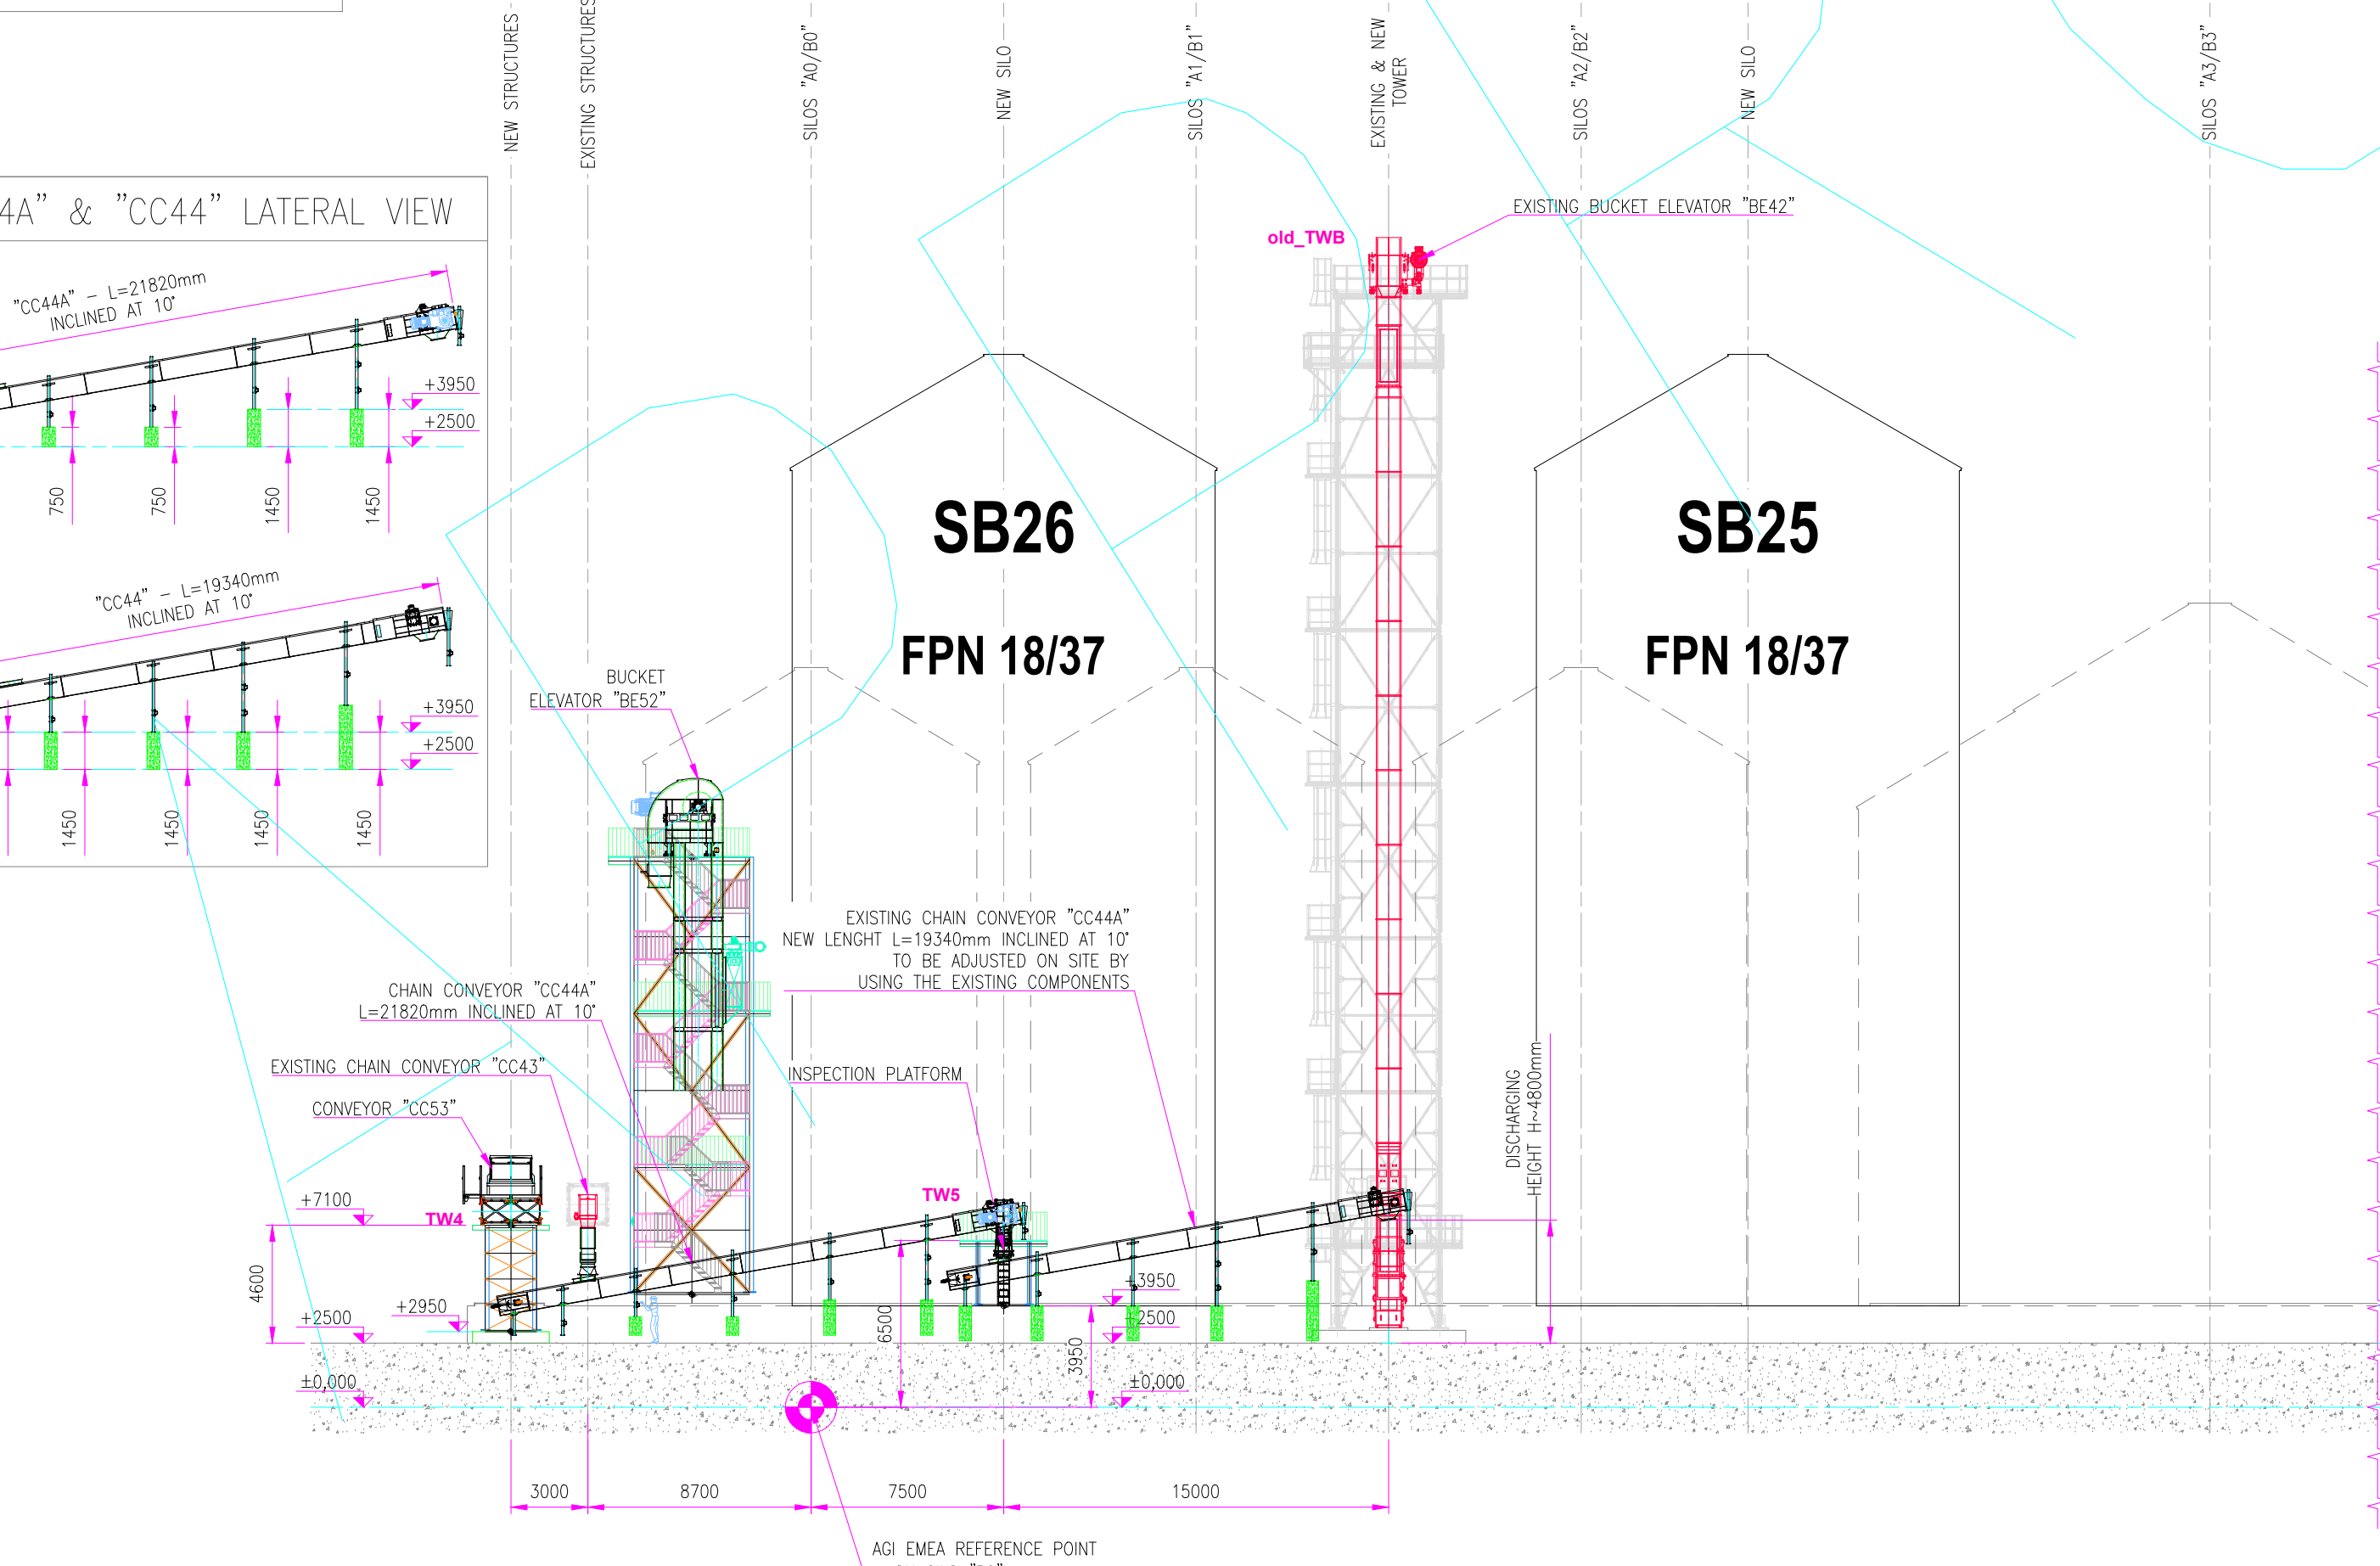 NEW STRUCTURES
EXISTING STRUCTURES
SILOS "A0/B0"
NEW SILO
SILOS "A1/B1"
EXISTING & NEW
TOWER
SILOS "A2/B2"
NEW SILO
SILOS "A3/B3"
4A" & "CC44" LATERAL VIEW
"CC44A" - L=21820mm
INCLINED AT 10°
+3950
+2500
750
750
1450
1450
"CC44" - L=19340mm
INCLINED AT 10°
+3950
+2500
1450
1450
1450
1450
old_TWB
EXISTING BUCKET ELEVATOR "BE42"
SB26
FPN 18/37
SB25
FPN 18/37
BUCKET
ELEVATOR "BE52"
EXISTING CHAIN CONVEYOR "CC44A"
NEW LENGHT L=19340mm INCLINED AT 10°
TO BE ADJUSTED ON SITE BY
USING THE EXISTING COMPONENTS
CHAIN CONVEYOR "CC44A"
L=21820mm INCLINED AT 10°
EXISTING CHAIN CONVEYOR "CC43"
INSPECTION PLATFORM
CONVEYOR "CC53"
DISCHARGING
HEIGHT H~4800mm
TW4
TW5
+7100
4600
+2950
+2500
±0,000
6500
3950
+3950
+2500
±0,000
3000
8700
7500
15000
AGI EMEA REFERENCE POINT